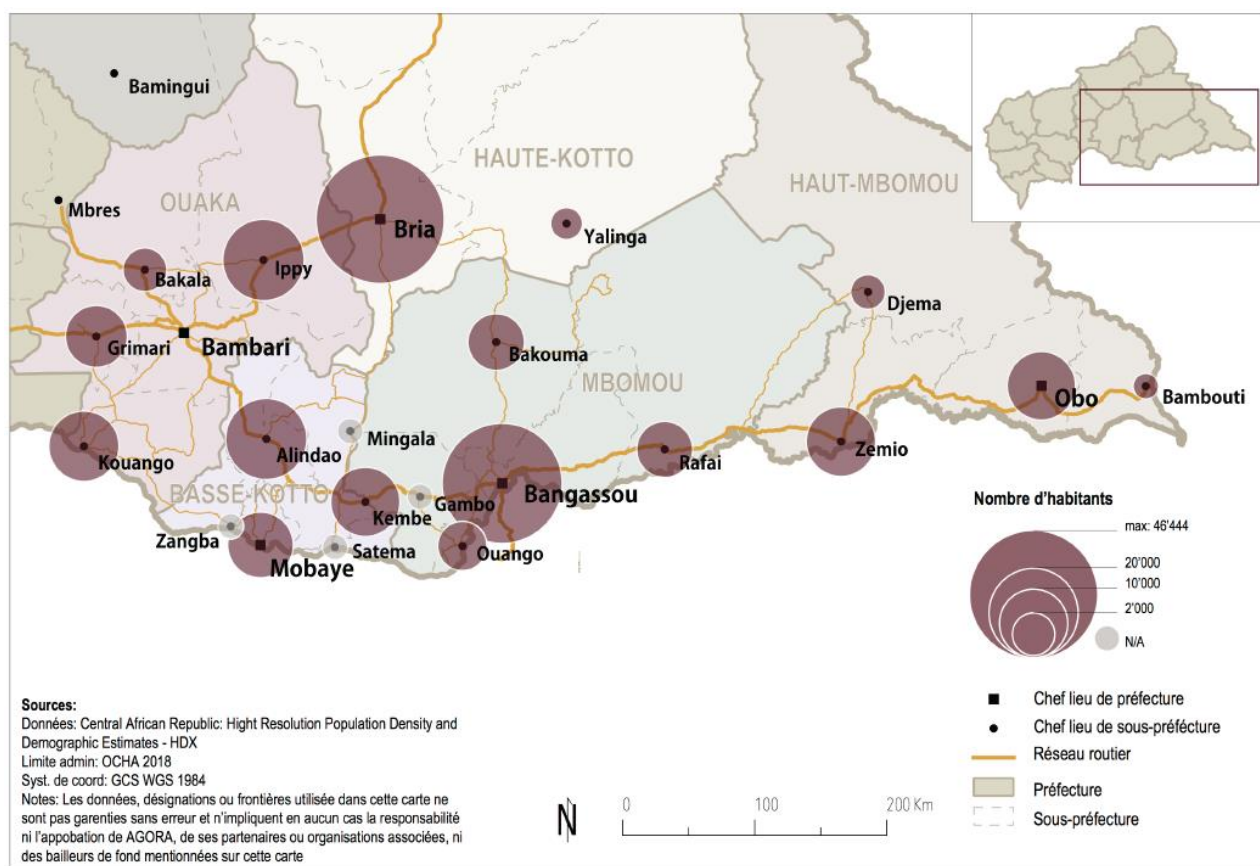 Bamingui
HAUTE-KOTTO
HAUT-MBOMOU
OUAKA
Mbres
Bria
Yalinga
Ippy
Bakala
Djema
Grimari
Bambari
Bakouma
MBOMOU
Obo
Bambouti
Mingala
Alindao
Kouango
Rafai
Zemio
BASSE-KOTTO
Bangassou
Gambo
Kembe
Zangba
Satema
Ouango
Mobaye
Nombre d'habitants
max: 46'444
20'000
10'000
2'000
N/A
Chef lieu de préfecture
Chef lieu de sous-préfécture
Réseau routier
Préfecture
Sous-préfecture
Sources:
Données: Central African Republic: Hight Resolution Population Density and
Demographic Estimates - HDX
Limite admin: OCHA 2018
Syst. de coord: GCS WGS 1984
Notes: Les données, désignations ou frontières utilisée dans cette carte ne
sont pas garenties sans erreur et n'impliquent en aucun cas la responsabilité
ni l'appobation de AGORA, de ses partenaires ou organisations associées, ni
des bailleurs de fond mentionnées sur cette carte
N
0 100 200 Km